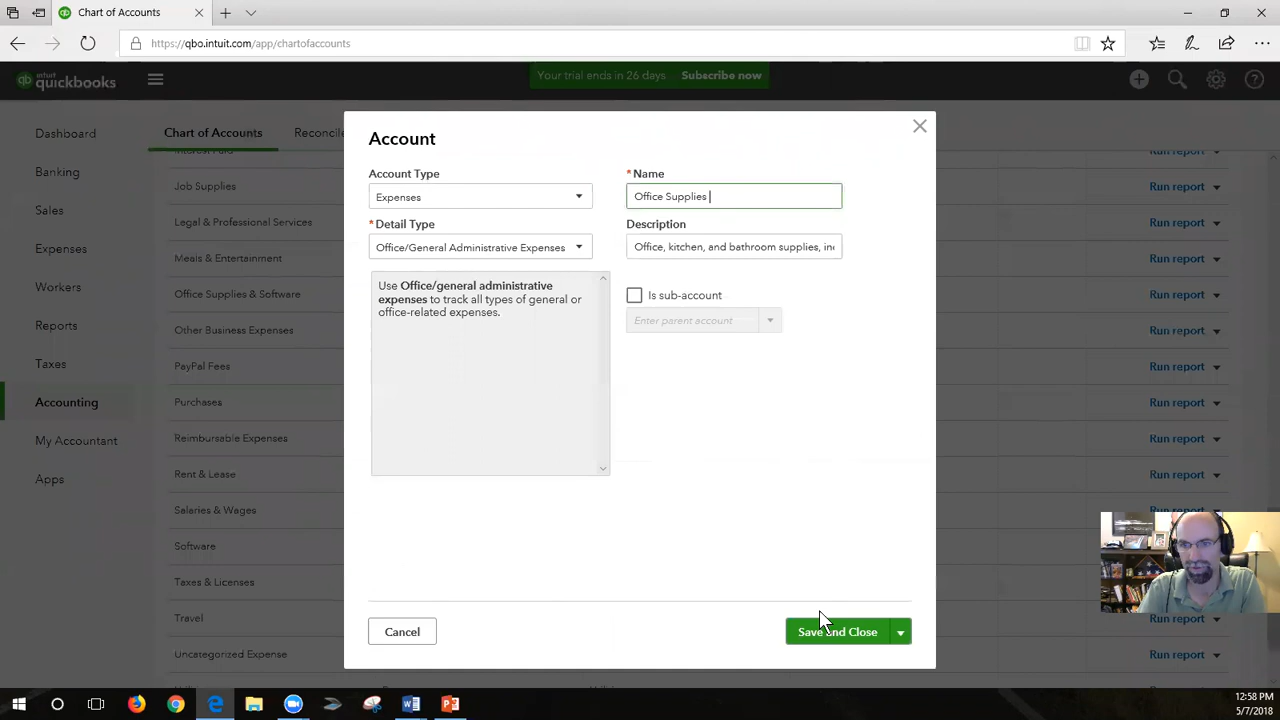 Chart of Accounts
https://qbo.intuit.com/app/chartofaccounts
intuit
quickbooks
Your trial ends in 26 days Subscribe now
Dashboard
Banking
Sales
Expenses
Workers
Reports
Taxes
Accounting
My Accountant
Apps
Chart of Accounts Reconcile
Interest Paid Run report
Job Supplies Run report
Legal & Professional Services Run report
Meals & Entertainment Run report
Office Supplies & Software Run report
Other Business Expenses Run report
PayPal Fees Run report
Purchases Run report
Reimbursable Expenses Run report
Rent & Lease Run report
Salaries & Wages Run report
Software Run report
Taxes & Licenses Run report
Travel Run report
Uncategorized Expense Run report
Account
Account Type
Expenses
* Detail Type
Office/General Administrative Expenses
Use Office/general administrative
expenses to track all types of general or
office-related expenses.
* Name
Office Supplies
Description
Office, kitchen, and bathroom supplies, inc
Is sub-account
Enter parent account
Cancel
Save and Close
12:58 PM
5/7/2018